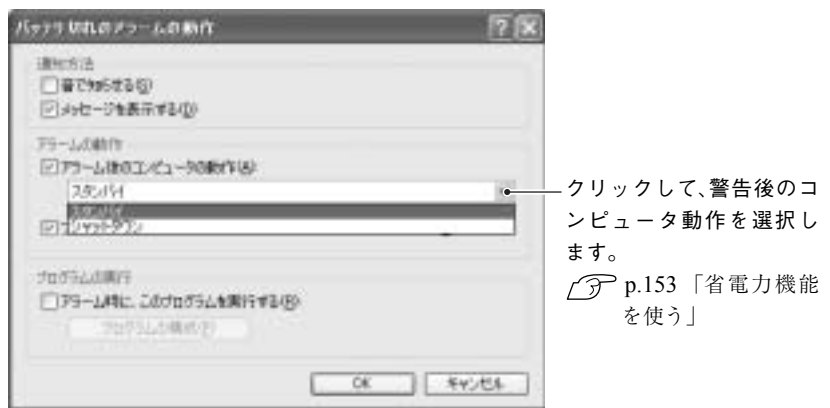 バッテリ切れのアラームの動作
通知方法
音で知らせる(S)
メッセージを表示する(D)
アラームの動作
アラーム後のコンピュータの動作(A)
スタンバイ
スタンバイ
シャットダウン
プログラムの実行
アラーム時に、このプログラムを実行する(R)
プログラムの構成(P)
OK キャンセル
クリックして、警告後のコ
ンピュータ動作を選択し
ます。
p.153「省電力機能
を使う」